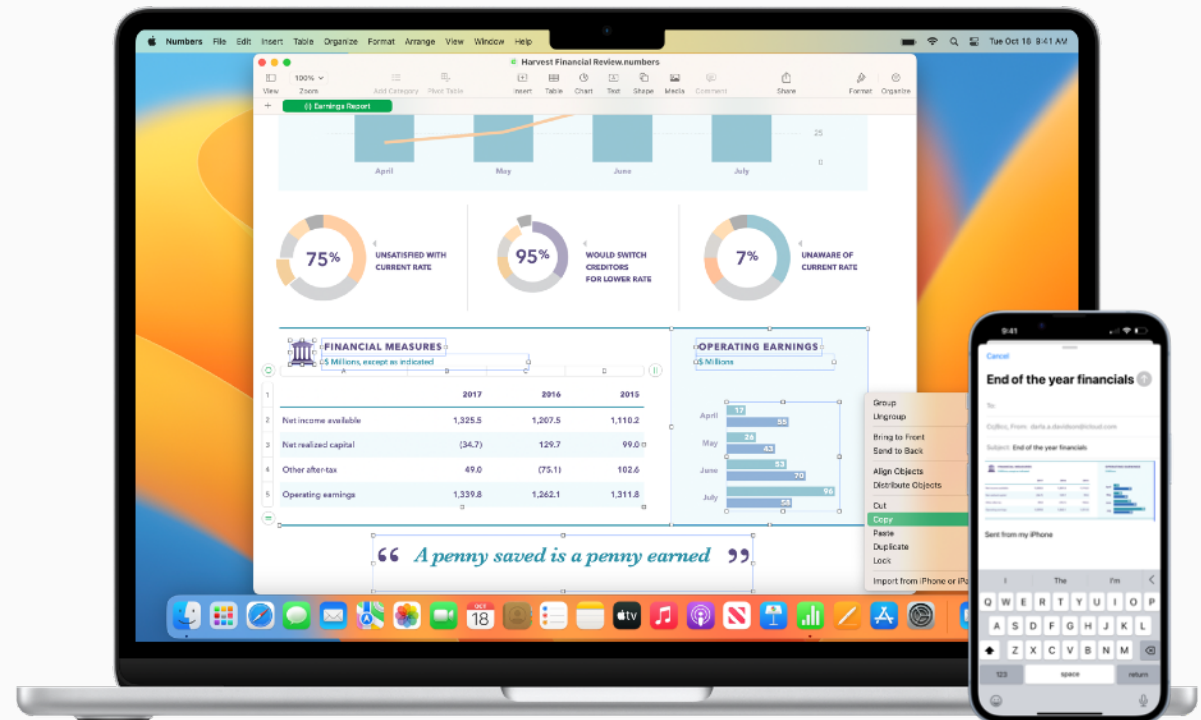 Numbers File Edit Insert Table Organize Format Arrange View Window Help
Tue Oct 18 9:41 AM
Harvest Financial Review.numbers
100%
View Zoom Add Category Pivot Table Insert Table Chart Text Shape Media Comment Share Format Organize
Earnings Report
25
0
April May June July
75%
UNSATISFIED WITH
CURRENT RATE
95%
WOULD SWITCH
CREDITORS
FOR LOWER RATE
7%
UNAWARE OF
CURRENT RATE
FINANCIAL MEASURES
$ Millions, except as indicated
A B C D
1 2017 2016 2015
2 Net income available 1,325.5 1,207.5 1,110.2
3 Net realized capital (34.7) 129.7 99.0
4 Other after-tax 49.0 (75.1) 102.6
5 Operating earnings 1,339.8 1,262.1 1,311.8
OPERATING EARNINGS
$ Millions
April 17
55
May 26
43
June 53
70
July 96
58
“ A penny saved is a penny earned ”
Group
Ungroup
Bring to Front
Send to Back
Align Objects
Distribute Objects
Cut
Copy
Paste
Duplicate
Lock
Import from iPhone or iPa
OCT
18
tv
9:41
Cancel
End of the year financials
To:
Cc/Bcc, From: darla.a.davidson@icloud.com
Subject: End of the year financials
FINANCIAL MEASURES
OPERATING EARNINGS
Sent from my iPhone
I The I'm
Q W E R T Y U I O P
A S D F G H J K L
Z X C V B N M
123 space return